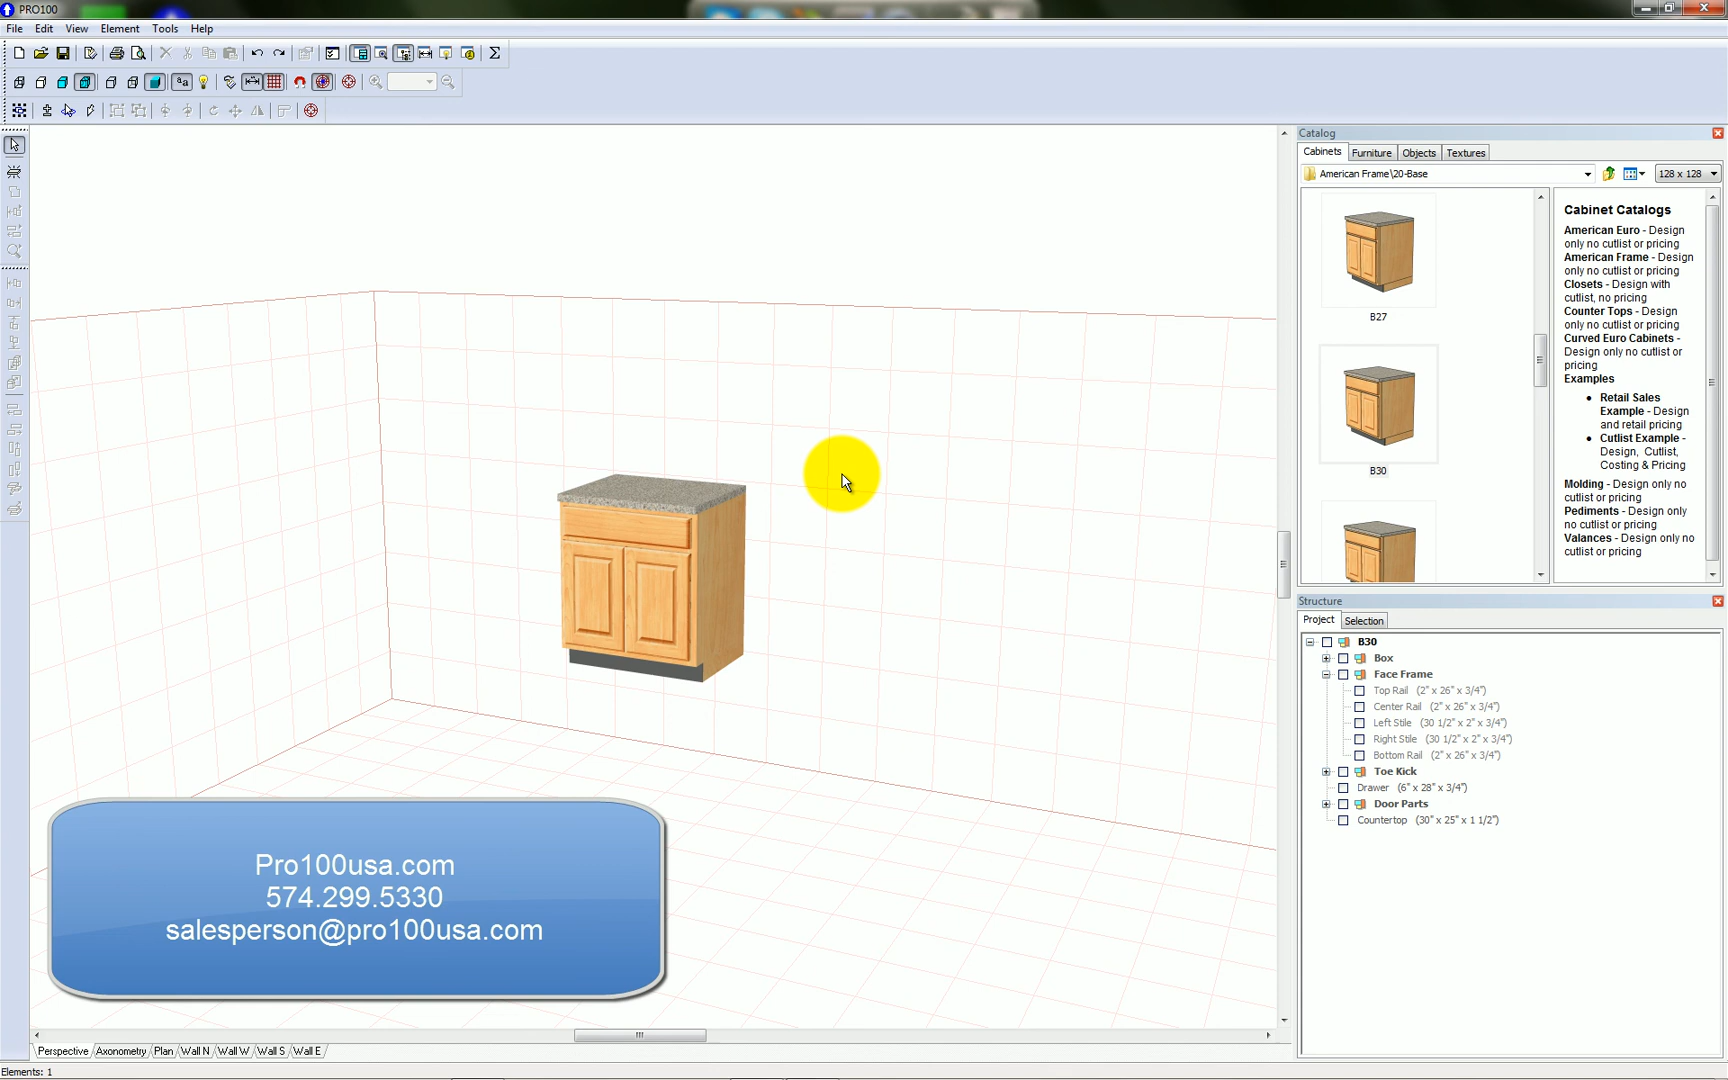 PRO100
File Edit View Element Tools Help
Catalog
Cabinets Furniture Objects Textures
American Frame\20-Base
128 x 128
B27
B30
Cabinet Catalogs
American Euro - Design
only no cutlist or pricing
American Frame - Design
only no cutlist or pricing
Closets - Design with
cutlist, no pricing
Counter Tops - Design
only no cutlist or pricing
Curved Euro Cabinets -
Design only no cutlist or
pricing
Examples
Retail Sales
Example - Design
and retail pricing
Cutlist Example -
Design, Cutlist,
Costing & Pricing
Molding - Design only no
cutlist or pricing
Pediments - Design only
no cutlist or pricing
Valances - Design only no
cutlist or pricing
Structure
Project Selection
B30
Box
Face Frame
Top Rail (2" x 26" x 3/4")
Center Rail (2" x 26" x 3/4")
Left Stile (30 1/2" x 2" x 3/4")
Right Stile (30 1/2" x 2" x 3/4")
Bottom Rail (2" x 26" x 3/4")
Toe Kick
Drawer (6" x 28" x 3/4")
Door Parts
Countertop (30" x 25" x 1 1/2")
Pro100usa.com
574.299.5330
salesperson@pro100usa.com
Perspective Axonometry Plan Wall N Wall W Wall S Wall E
Elements: 1